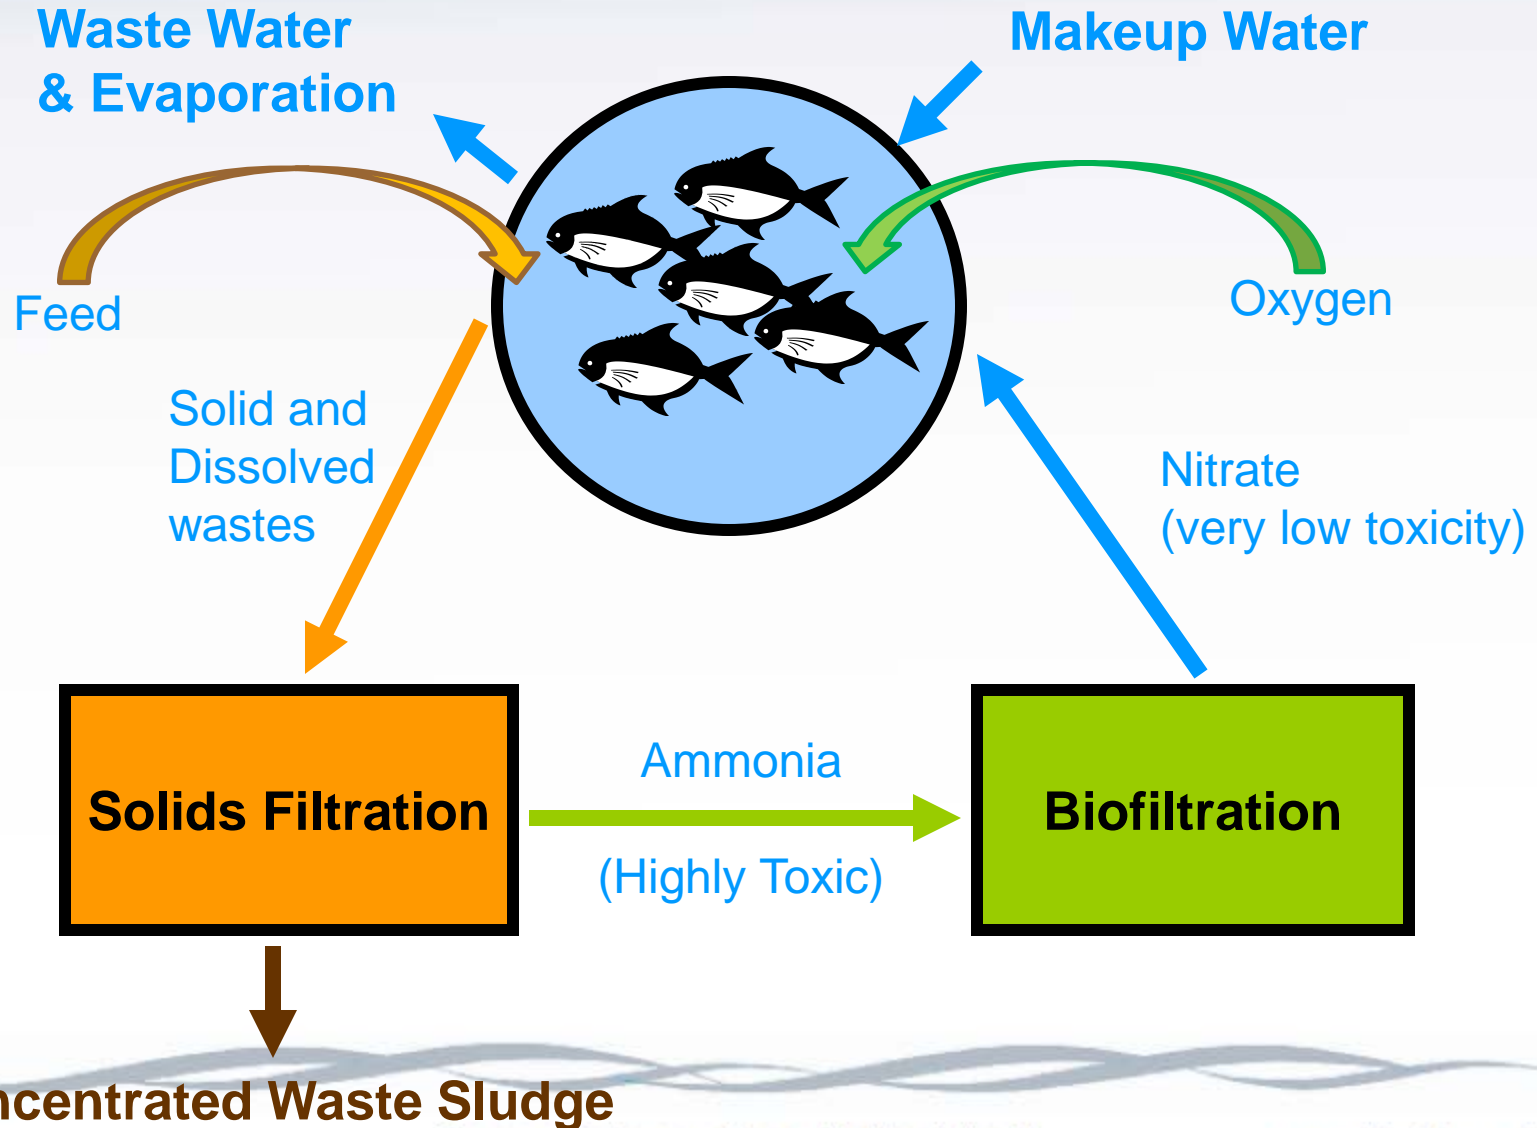 Waste Water
& Evaporation
Makeup Water
Feed
Oxygen
Solid and
Dissolved
wastes
Nitrate
(very low toxicity)
Solids Filtration
Ammonia
(Highly Toxic)
Biofiltration
ncentrated Waste Sludge